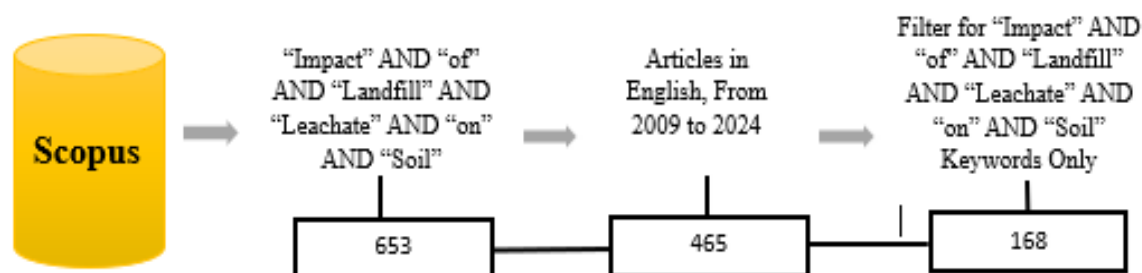 Scopus
“Impact” AND “of”
AND “Landfill” AND
“Leachate” AND “on”
AND “Soil”
Articles in
English, From
2009 to 2024
Filter for “Impact” AND
“of” AND “Landfill”
AND “Leachate” AND
“on” AND “Soil”
Keywords Only
653
465
168